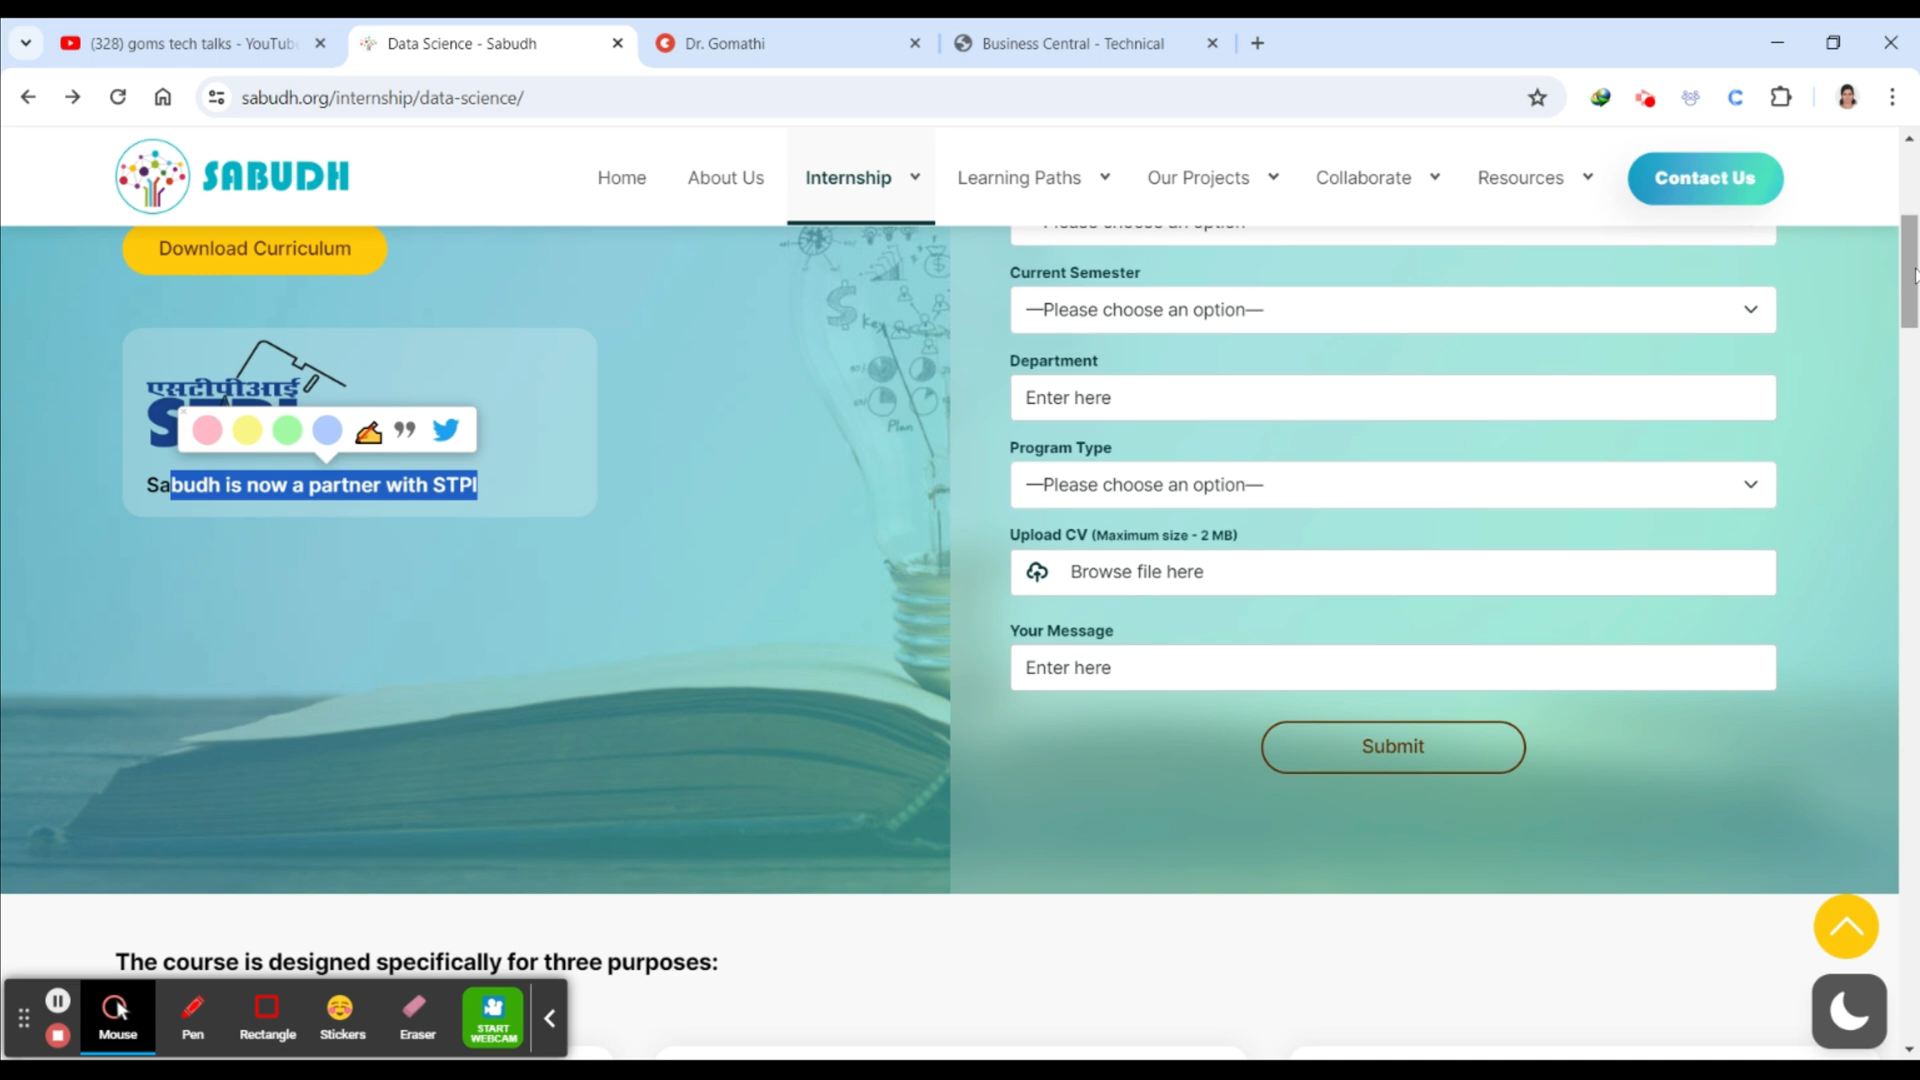 (328) goms tech talks - YouTub
Data Science - Sabudh
Dr. Gomathi
Business Central - Technical
sabudh.org/internship/data-science/
SABUDH
Home
About Us
Internship
Learning Paths
Our Projects
Collaborate
Resources
Contact Us
Download Curriculum
एसटीपीआई
Sabudh is now a partner with STPI
Plan
Current Semester
—Please choose an option—
Department
Enter here
Program Type
—Please choose an option—
Upload CV (Maximum size - 2 MB)
Browse file here
Your Message
Enter here
Submit
The course is designed specifically for three purposes:
Mouse
Pen
Rectangle
Stickers
Eraser
START
WEBCAM